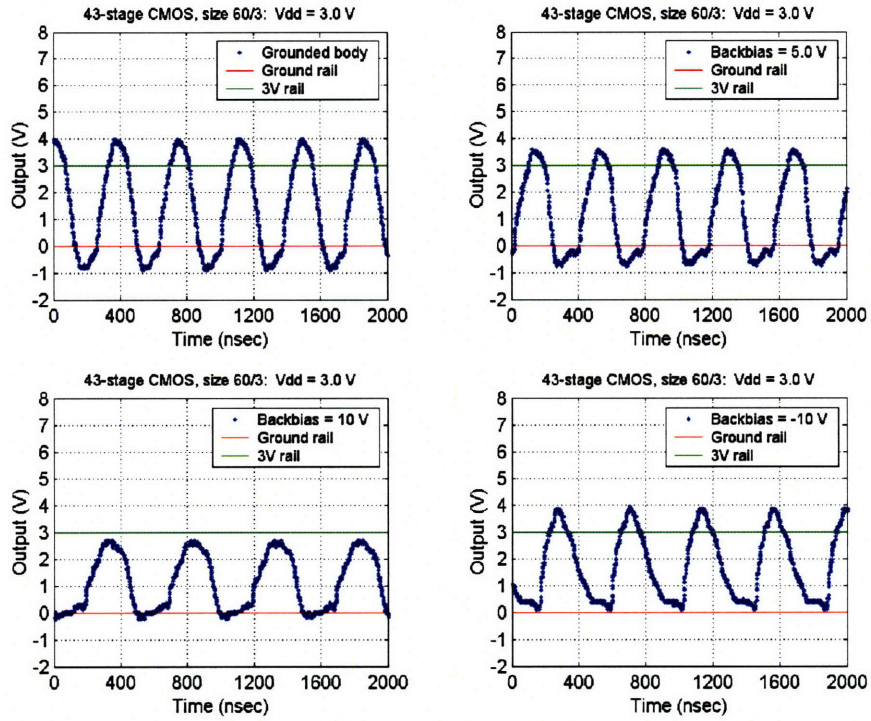 43-stage CMOS, size 60/3: Vdd = 3.0 V
Grounded body
Ground rail
3V rail
Output (V)
8
7
6
5
4
3
2
1
0
-1
-2
0 400 800 1200 1600 2000
Time (nsec)
43-stage CMOS, size 60/3: Vdd = 3.0 V
Backbias = 5.0 V
Ground rail
3V rail
Output (V)
8
7
6
5
4
3
2
1
0
-1
-2
0 400 800 1200 1600 2000
Time (nsec)
43-stage CMOS, size 60/3: Vdd = 3.0 V
Backbias = 10 V
Ground rail
3V rail
Output (V)
8
7
6
5
4
3
2
1
0
-1
-2
0 400 800 1200 1600 2000
Time (nsec)
43-stage CMOS, size 60/3: Vdd = 3.0 V
Backbias = -10 V
Ground rail
3V rail
Output (V)
8
7
6
5
4
3
2
1
0
-1
-2
0 400 800 1200 1600 2000
Time (nsec)